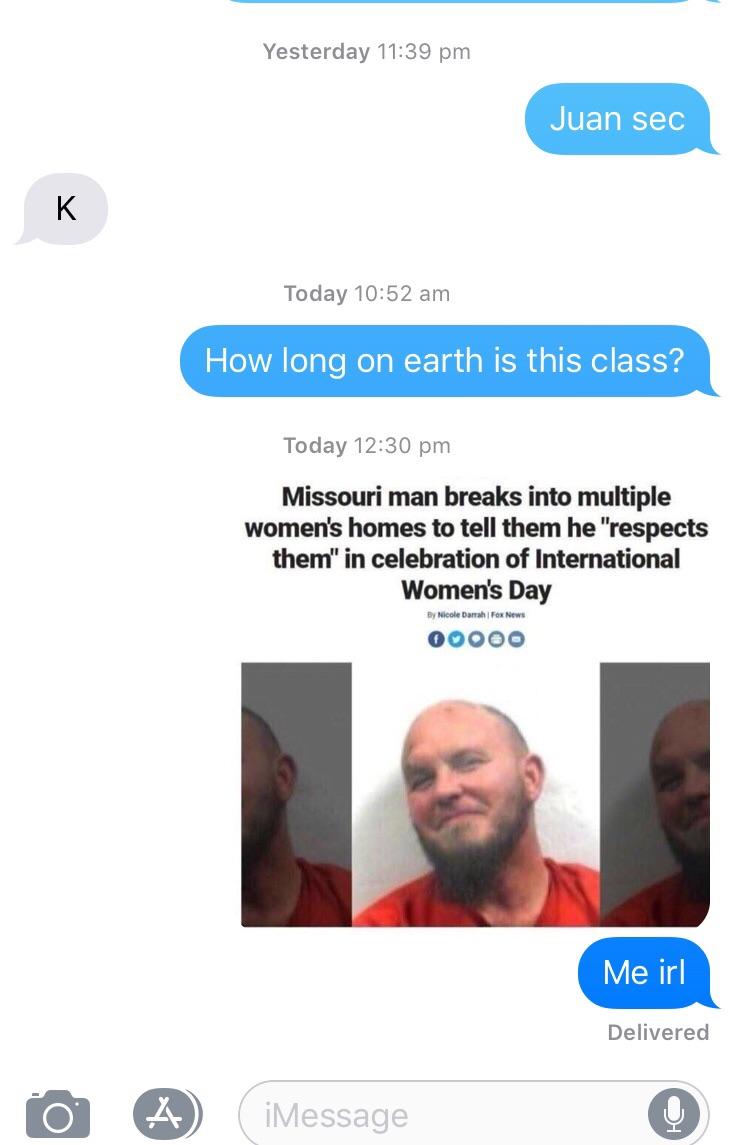 Yesterday 11:39 pm
Juan sec
K
Today 10:52 am
How long on earth is this class?
Today 12:30 pm
Missouri man breaks into multiple
women's homes to tell them he "respects
them" in celebration of International
Women's Day
By Nicole Darrah | Fox News
Me irl
Delivered
iMessage